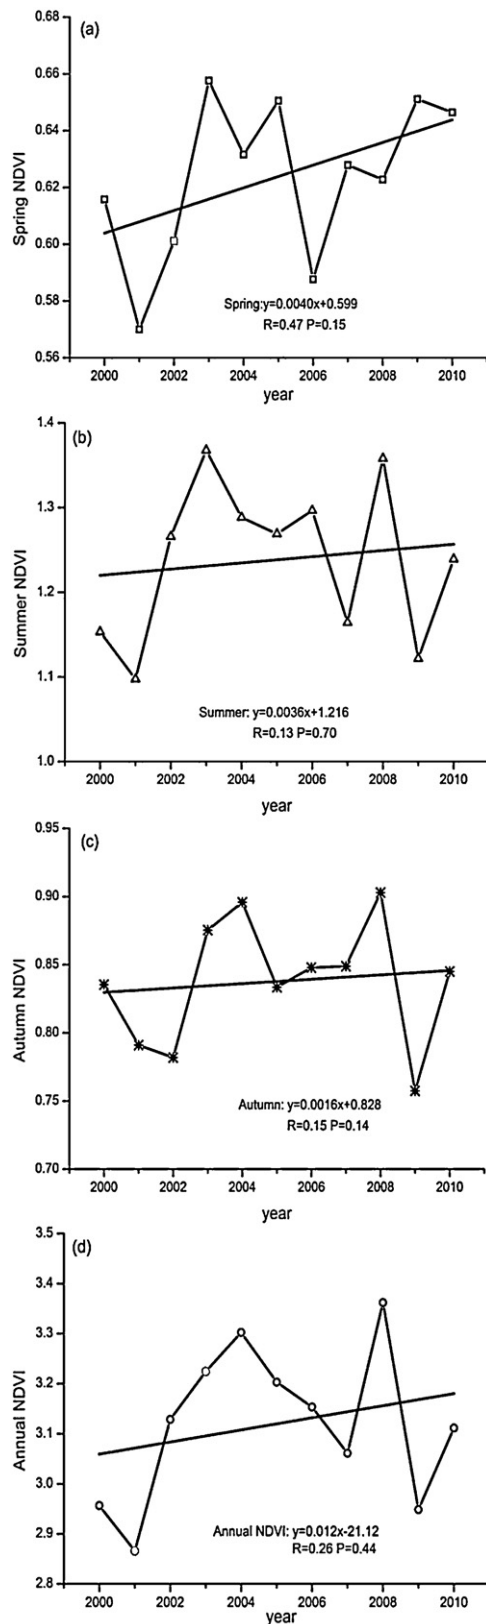 (a)
0.68
0.66
0.64
0.62
0.60
0.58
0.56
Spring NDVI
Spring:y=0.0040x+0.599
R=0.47 P=0.15
2000 2002 2004 2006 2008 2010
year
(b)
1.4
1.3
1.2
1.1
1.0
Summer NDVI
Summer: y=0.0036x+1.216
R=0.13 P=0.70
2000 2002 2004 2006 2008 2010
year
(c)
0.95
0.90
0.85
0.80
0.75
0.70
Autumn NDVI
Autumn: y=0.0016x+0.828
R=0.15 P=0.14
2000 2002 2004 2006 2008 2010
year
(d)
3.5
3.4
3.3
3.2
3.1
3.0
2.9
2.8
Annual NDVI
Annual NDVI: y=0.012x-21.12
R=0.26 P=0.44
2000 2002 2004 2006 2008 2010
year